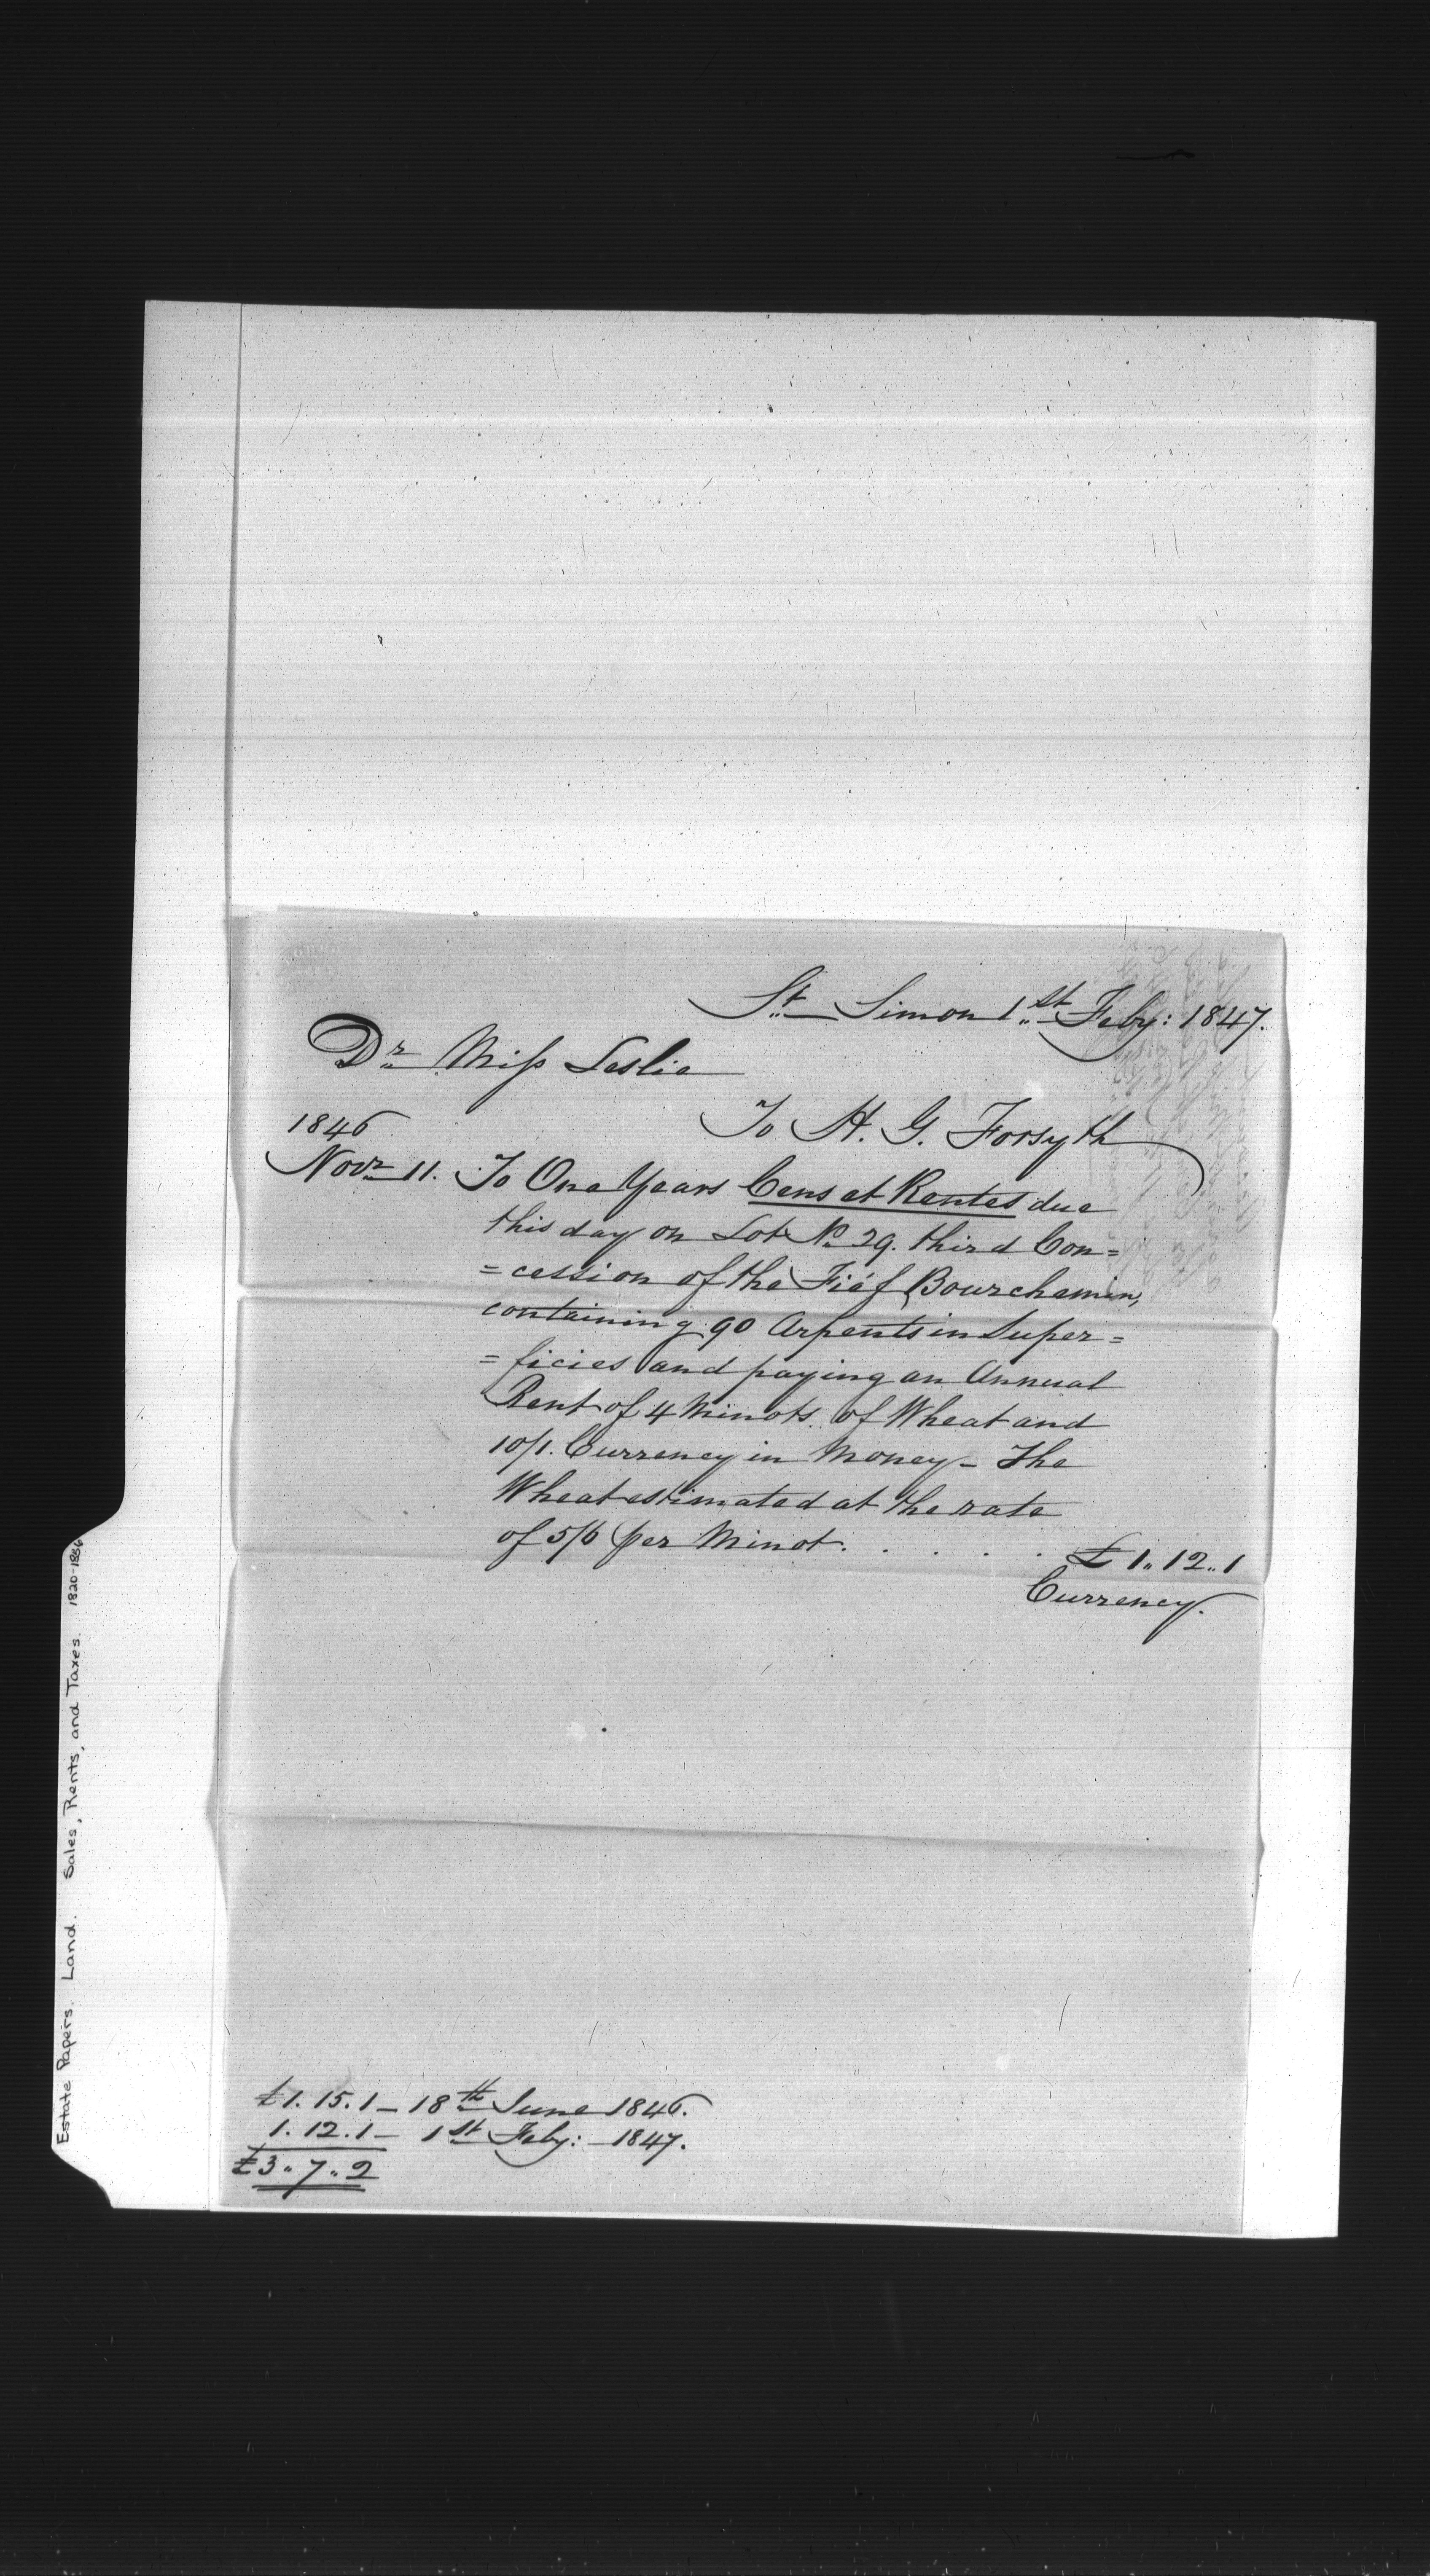 St. Simon 1st Feby: 1847.
Dr. Miss Leslie
To H. G. Forsyth
1846
Novr 11. To One Years Cens et Rentes due
this day on Lot No 29. third Con=
=cession of the Fiéf Bourchemin,
containing 90 Arpents in Super=
=ficies and paying an Annual
Rent of 4 Minots of Wheat and
10/1. Currency in Money – The
Wheat estimated at the rate
of 5/6 per Minot. . . . . . £1..12..1
Currency.
£1. 15. 1 – 18th June 1846.
1. 12. 1 – 1st Feby: – 1847.
£3..7..2
Estate Papers. Land. Sales, Rents, and Taxes. 1820-1836